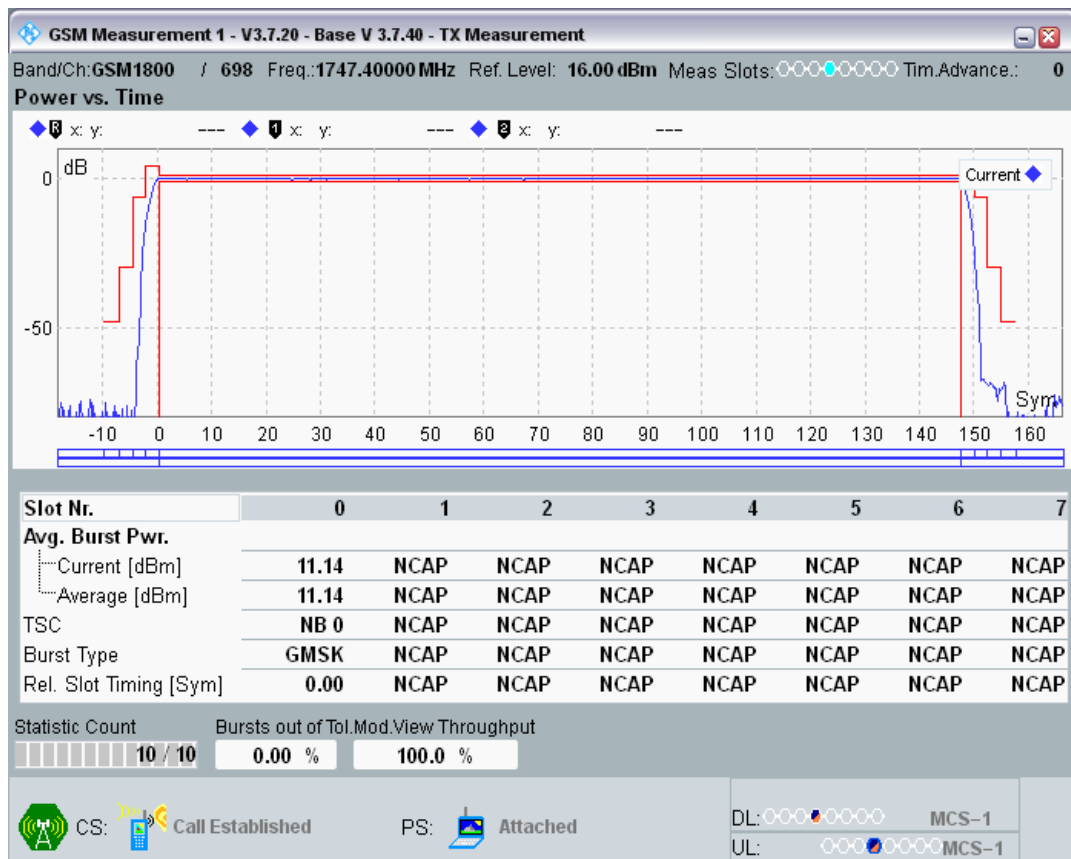 GSM Measurement 1 - V3.7.20 - Base V 3.7.40 - TX Measurement
Band/Ch:GSM1800 / 698 Freq.:1747.40000 MHz Ref. Level: 16.00 dBm Meas Slots: Tim.Advance.: 0
Power vs. Time
R x: y: --- 1 x: y: --- 2 x: y: ---
dB
0
Current
-50
Sym
-10 0 10 20 30 40 50 60 70 80 90 100 110 120 130 140 150 160
Slot Nr. 0 1 2 3 4 5 6 7
Avg. Burst Pwr.
Current [dBm] 11.14 NCAP NCAP NCAP NCAP NCAP NCAP NCAP
Average [dBm] 11.14 NCAP NCAP NCAP NCAP NCAP NCAP NCAP
TSC NB 0 NCAP NCAP NCAP NCAP NCAP NCAP NCAP
Burst Type GMSK NCAP NCAP NCAP NCAP NCAP NCAP NCAP
Rel. Slot Timing [Sym] 0.00 NCAP NCAP NCAP NCAP NCAP NCAP NCAP
Statistic Count Bursts out of Tol.Mod.View Throughput
10 / 10 0.00 % 100.0 %
CS: Call Established PS: Attached
DL: MCS-1
UL: MCS-1